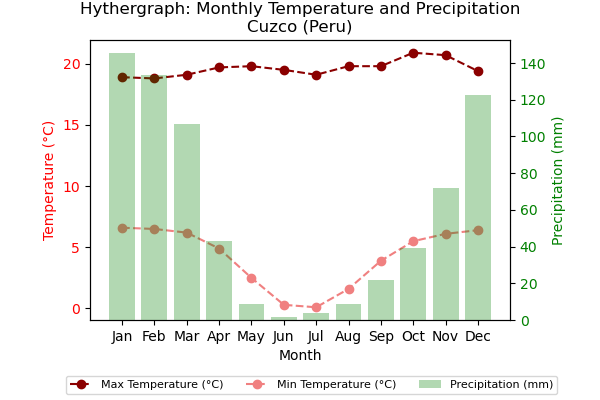 Hythergraph: Monthly Temperature and Precipitation
Cuzco (Peru)
20
15
10
5
0
Temperature (°C)
140
120
100
80
60
40
20
0
Precipitation (mm)
Jan Feb Mar Apr May Jun Jul Aug Sep Oct Nov Dec
Month
Max Temperature (°C) Min Temperature (°C) Precipitation (mm)